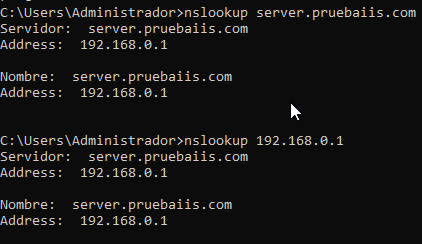 C:\Users\Administrador>nslookup server.pruebaiis.com
Servidor:  server.pruebaiis.com
Address:  192.168.0.1

Nombre:  server.pruebaiis.com
Address:  192.168.0.1

C:\Users\Administrador>nslookup 192.168.0.1
Servidor:  server.pruebaiis.com
Address:  192.168.0.1

Nombre:  server.pruebaiis.com
Address:  192.168.0.1